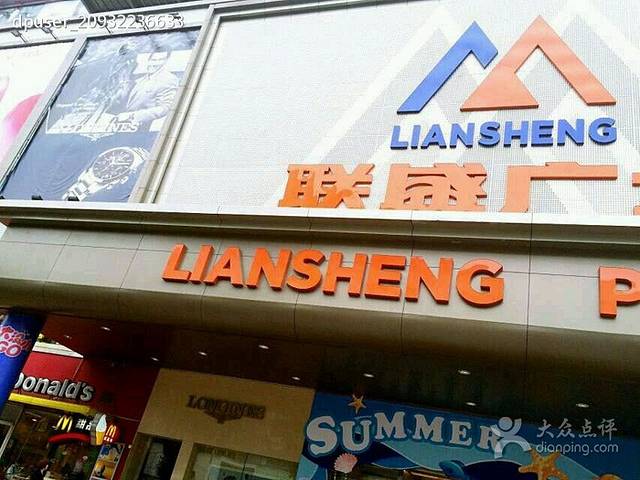 dpuser_20932236633
LIANSHENG
联盛广
LIANSHENG P
Donald's
LONGINES
SUMMER
大众点评
dianping.com